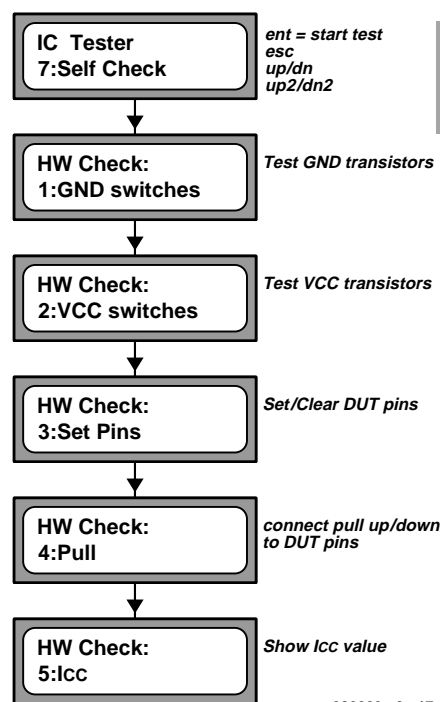 IC Tester
7:Self Check
ent = start test
esc
up/dn
up2/dn2
HW Check:
1:GND switches
Test GND transistors
HW Check:
2:VCC switches
Test VCC transistors
HW Check:
3:Set Pins
Set/Clear DUT pins
HW Check:
4:Pull
connect pull up/down
to DUT pins
HW Check:
5:Icc
Show Icc value